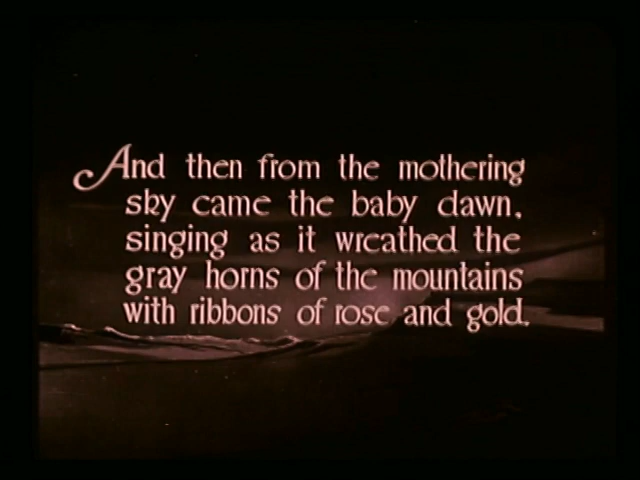 And then from the mothering
sky came the baby dawn,
singing as it wreathed the
gray horns of the mountains
with ribbons of rose and gold.